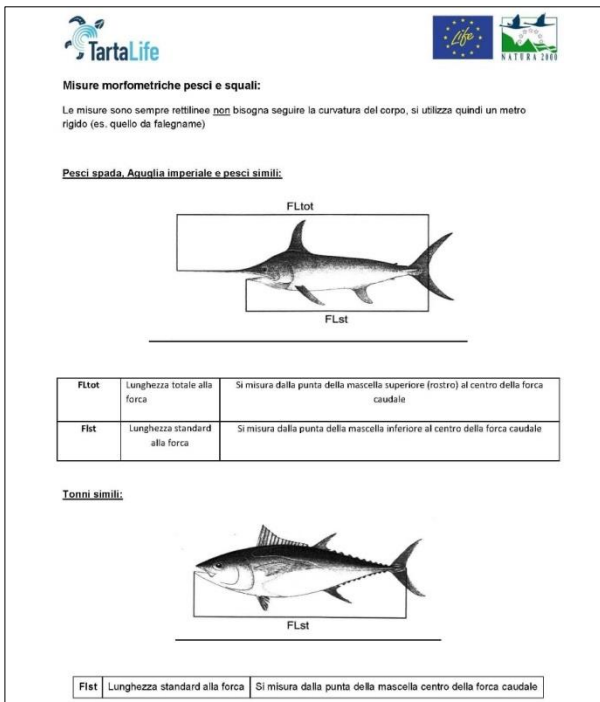 TartaLife
Life
NATURA 2000
Misure morfometriche pesci e squali:
Le misure sono sempre rettilinee non bisogna seguire la curvatura del corpo, si utilizza quindi un metro
rigido (es. quello da falegname)
Pesci spada, Aguglia imperiale e pesci simili:
FLtot
FLst
FLtot Lunghezza totale alla forca Si misura dalla punta della mascella superiore (rostro) al centro della forca caudale
Flst Lunghezza standard alla forca Si misura dalla punta della mascella inferiore al centro della forca caudale
Tonni simili:
FLst
Flst Lunghezza standard alla forca Si misura dalla punta della mascella centro della forca caudale